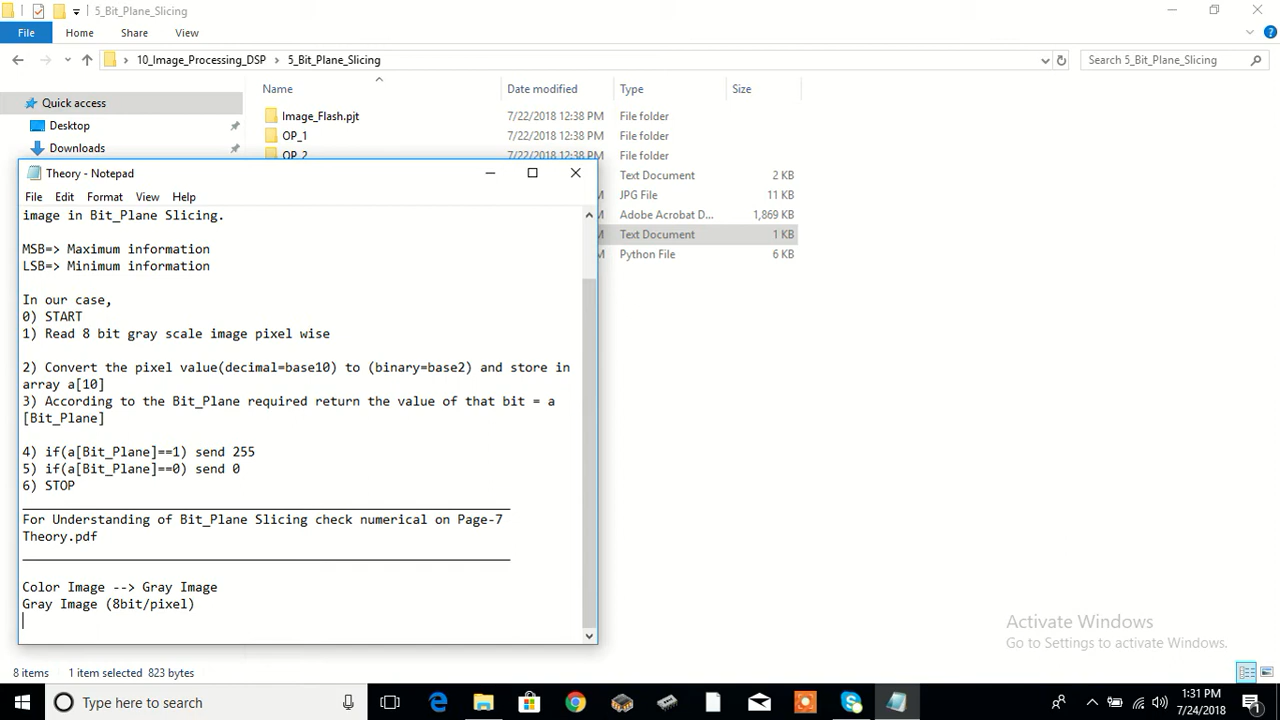 5_Bit_Plane_Slicing
File Home Share View
10_Image_Processing_DSP 5_Bit_Plane_Slicing Search 5_Bit_Plane_Slicing
Name Date modified Type Size
Quick access
Desktop
Downloads
Image_Flash.pjt 7/22/2018 12:38 PM File folder
OP_1 7/22/2018 12:38 PM File folder
OP_2 7/22/2018 12:38 PM File folder
M Text Document 2 KB
M JPG File 11 KB
M Adobe Acrobat D... 1,869 KB
M Text Document 1 KB
M Python File 6 KB
Theory - Notepad
File Edit Format View Help
image in Bit_Plane Slicing.
MSB=> Maximum information
LSB=> Minimum information
In our case,
0) START
1) Read 8 bit gray scale image pixel wise
2) Convert the pixel value(decimal=base10) to (binary=base2) and store in
array a[10]
3) According to the Bit_Plane required return the value of that bit = a
[Bit_Plane]
4) if(a[Bit_Plane]==1) send 255
5) if(a[Bit_Plane]==0) send 0
6) STOP
For Understanding of Bit_Plane Slicing check numerical on Page-7
Theory.pdf
Color Image --> Gray Image
Gray Image (8bit/pixel)
Activate Windows
Go to Settings to activate Windows.
8 items 1 item selected 823 bytes
Type here to search
1:31 PM
7/24/2018